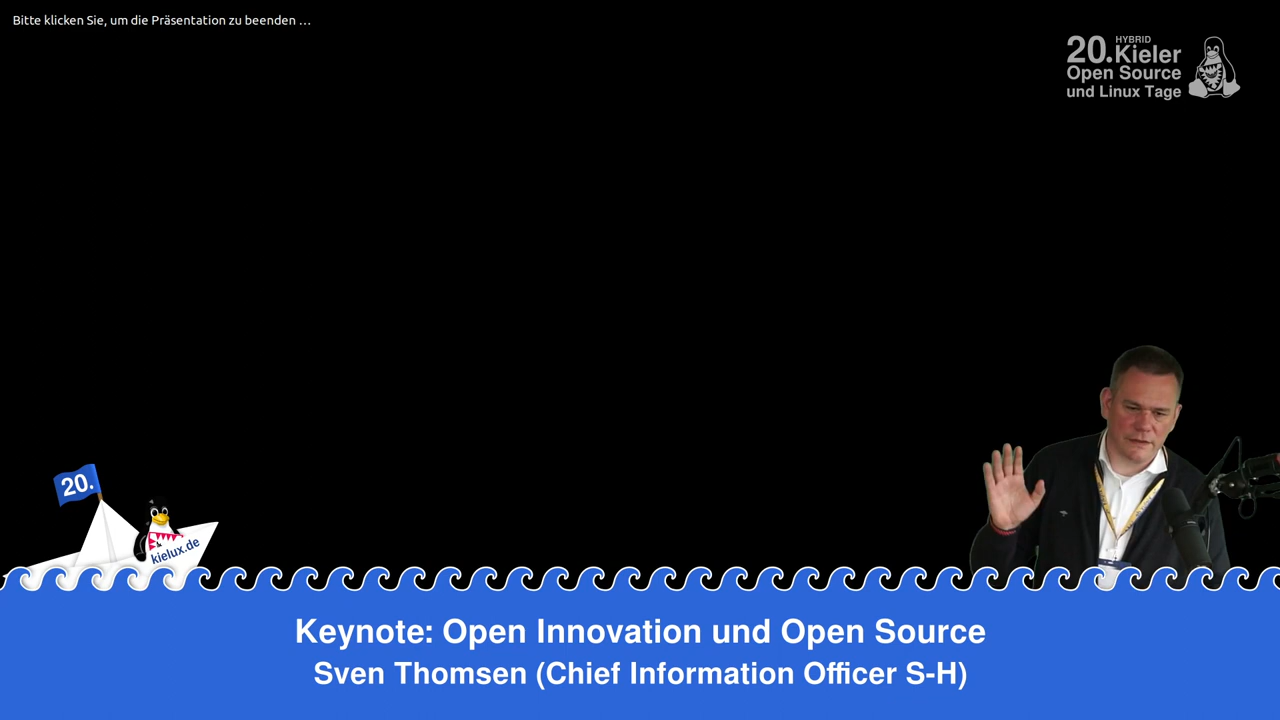 Bitte klicken Sie, um die Präsentation zu beenden …
HYBRID
20. Kieler
Open Source
und Linux Tage
20.
kielux.de
Keynote: Open Innovation und Open Source
Sven Thomsen (Chief Information Officer S-H)